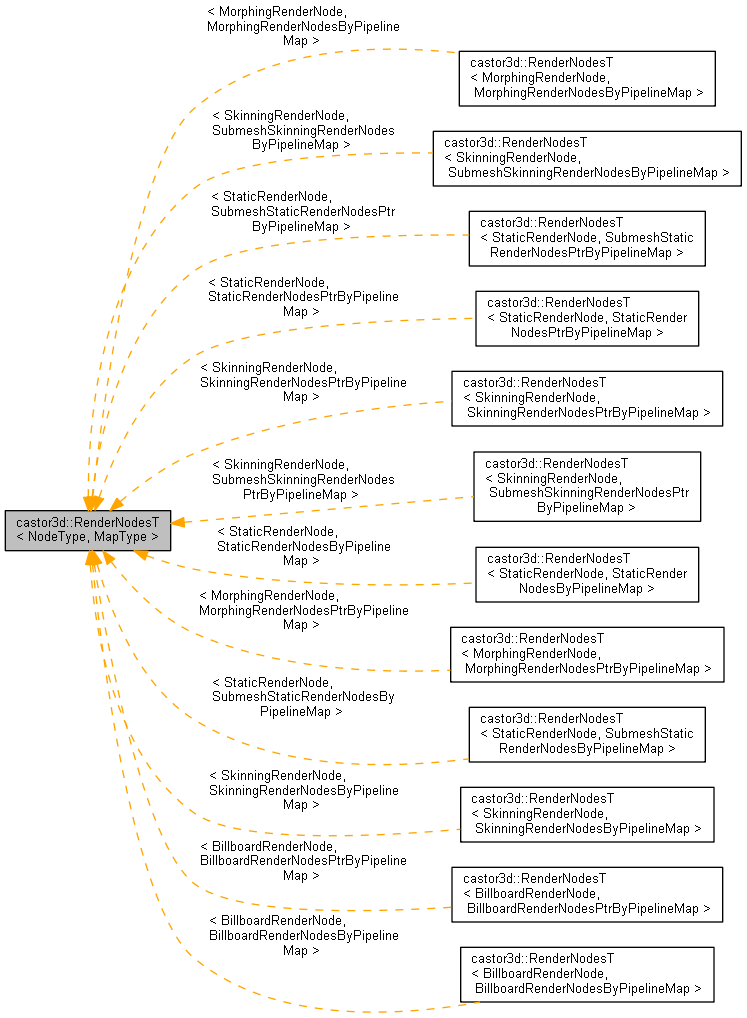 < MorphingRenderNode,
MorphingRenderNodesByPipeline
Map >
castor3d::RenderNodesT
< MorphingRenderNode,
MorphingRenderNodesByPipelineMap >
< SkinningRenderNode,
SubmeshSkinningRenderNodes
ByPipelineMap >
castor3d::RenderNodesT
< SkinningRenderNode,
SubmeshSkinningRenderNodesByPipelineMap >
< StaticRenderNode,
SubmeshStaticRenderNodesPtr
ByPipelineMap >
castor3d::RenderNodesT
< StaticRenderNode, SubmeshStatic
RenderNodesPtrByPipelineMap >
< StaticRenderNode,
StaticRenderNodesPtrByPipeline
Map >
castor3d::RenderNodesT
< StaticRenderNode, StaticRender
NodesPtrByPipelineMap >
< SkinningRenderNode,
SkinningRenderNodesPtrByPipeline
Map >
castor3d::RenderNodesT
< SkinningRenderNode,
SkinningRenderNodesPtrByPipelineMap >
< SkinningRenderNode,
SubmeshSkinningRenderNodes
PtrByPipelineMap >
castor3d::RenderNodesT
< SkinningRenderNode,
SubmeshSkinningRenderNodesPtr
ByPipelineMap >
castor3d::RenderNodesT
< NodeType, MapType >
< StaticRenderNode,
StaticRenderNodesByPipeline
Map >
castor3d::RenderNodesT
< StaticRenderNode, StaticRender
NodesByPipelineMap >
< MorphingRenderNode,
MorphingRenderNodesPtrByPipeline
Map >
castor3d::RenderNodesT
< MorphingRenderNode,
MorphingRenderNodesPtrByPipelineMap >
< StaticRenderNode,
SubmeshStaticRenderNodesBy
PipelineMap >
castor3d::RenderNodesT
< StaticRenderNode, SubmeshStatic
RenderNodesByPipelineMap >
< SkinningRenderNode,
SkinningRenderNodesByPipeline
Map >
castor3d::RenderNodesT
< SkinningRenderNode,
SkinningRenderNodesByPipelineMap >
< BillboardRenderNode,
BillboardRenderNodesPtrByPipeline
Map >
castor3d::RenderNodesT
< BillboardRenderNode,
BillboardRenderNodesPtrByPipelineMap >
< BillboardRenderNode,
BillboardRenderNodesByPipeline
Map >
castor3d::RenderNodesT
< BillboardRenderNode,
BillboardRenderNodesByPipelineMap >